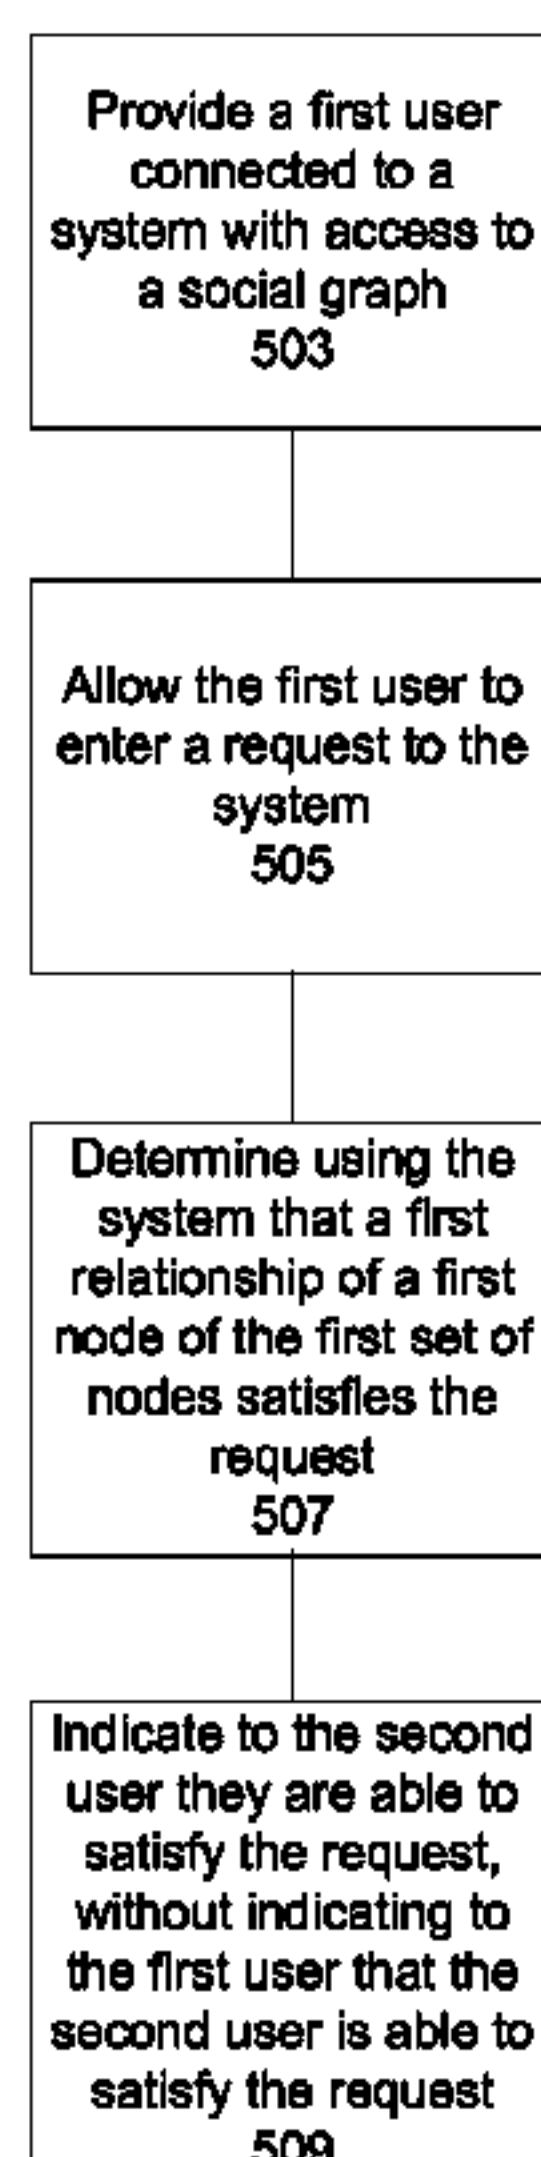 Provide a first user
connected to a
system with access to
a social graph
503
Allow the first user to
enter a request to the
system
505
Determine using the
system that a first
relationship of a first
node of the first set of
nodes satisfies the
request
507
Indicate to the second
user they are able to
satisfy the request,
without indicating to
the first user that the
second user is able to
satisfy the request
509